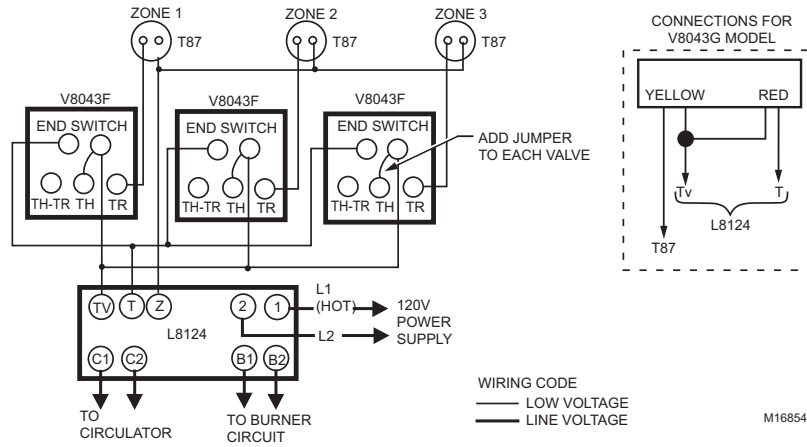 ZONE 1
ZONE 2
ZONE 3
T87
T87
T87
V8043F
V8043F
V8043F
END SWITCH
END SWITCH
END SWITCH
TH-TR TH TR
TH-TR TH TR
TH-TR TH TR
ADD JUMPER
TO EACH VALVE
TV T Z 2 1
L8124
C1 C2 B1 B2
L1
(HOT)
L2
120V
POWER
SUPPLY
TO
CIRCULATOR
TO BURNER
CIRCUIT
CONNECTIONS FOR
V8043G MODEL
YELLOW RED
Tv T
L8124
T87
WIRING CODE
LOW VOLTAGE
LINE VOLTAGE
M16854